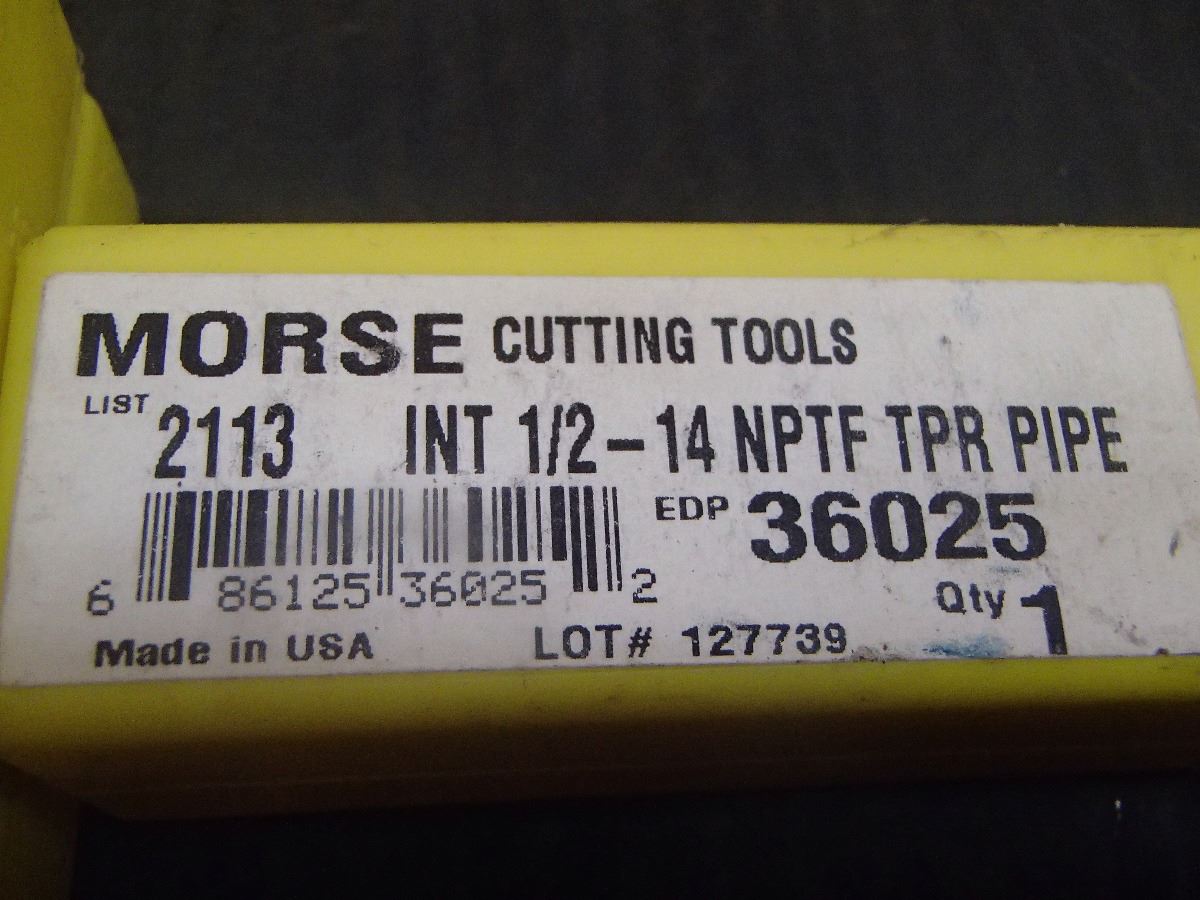 MORSE CUTTING TOOLS
LIST 2113 INT 1/2-14 NPTF TPR PIPE
EDP 36025
6 86125 36025 2
Qty 1
Made in USA LOT# 127739